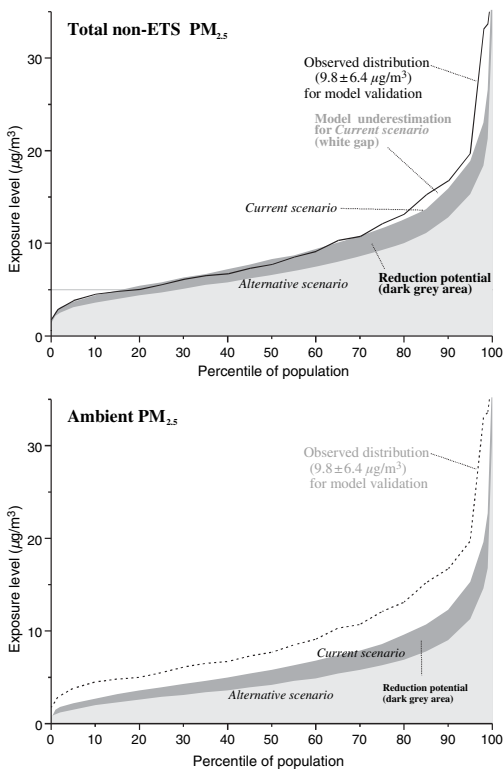 Total non-ETS PM2.5
30
20
10
0
Exposure level (µg/m3)
Observed distribution
(9.8±6.4 µg/m3)
for model validation
Model underestimation
for Current scenario
(white gap)
Current scenario
Alternative scenario
Reduction potential
(dark grey area)
0 10 20 30 40 50 60 70 80 90 100
Percentile of population
Ambient PM2.5
30
20
10
0
Exposure level (µg/m3)
Observed distribution
(9.8±6.4 µg/m3)
for model validation
Current scenario
Alternative scenario
Reduction potential
(dark grey area)
0 10 20 30 40 50 60 70 80 90 100
Percentile of population